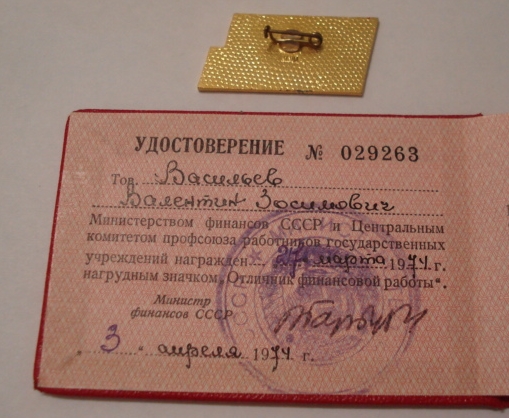 УДОСТОВЕРЕНИЕ № 029263
Тов. Васильев
Валентин Зосимович
Министерством финансов СССР и Центральным
комитетом профсоюза работников государственных
учреждений награжден 27 марта 1974 г.
нагрудным значком „Отличник финансовой работы".
Министр
финансов СССР
3 апреля 1974 г.